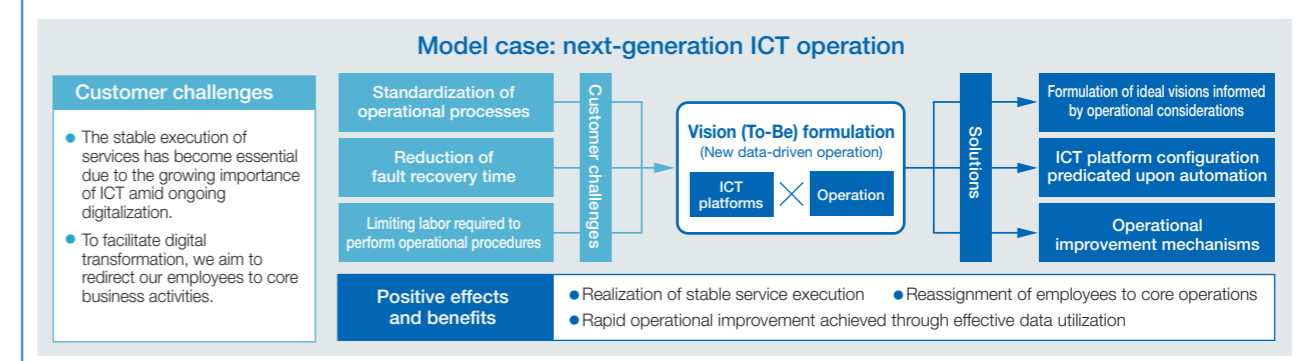 Model case: next-generation ICT operation
Customer challenges
● The stable execution of
services has become essential
due to the growing importance
of ICT amid ongoing
digitalization.
● To facilitate digital
transformation, we aim to
redirect our employees to core
business activities.
Standardization of
operational processes
Reduction of
fault recovery time
Limiting labor required to
perform operational procedures
Customer challenges
Vision (To-Be) formulation
(New data-driven operation)
ICT
platforms
Operation
Solutions
Formulation of ideal visions informed
by operational considerations
ICT platform configuration
predicated upon automation
Operational
improvement mechanisms
Positive effects
and benefits
● Realization of stable service execution ● Reassignment of employees to core operations
● Rapid operational improvement achieved through effective data utilization